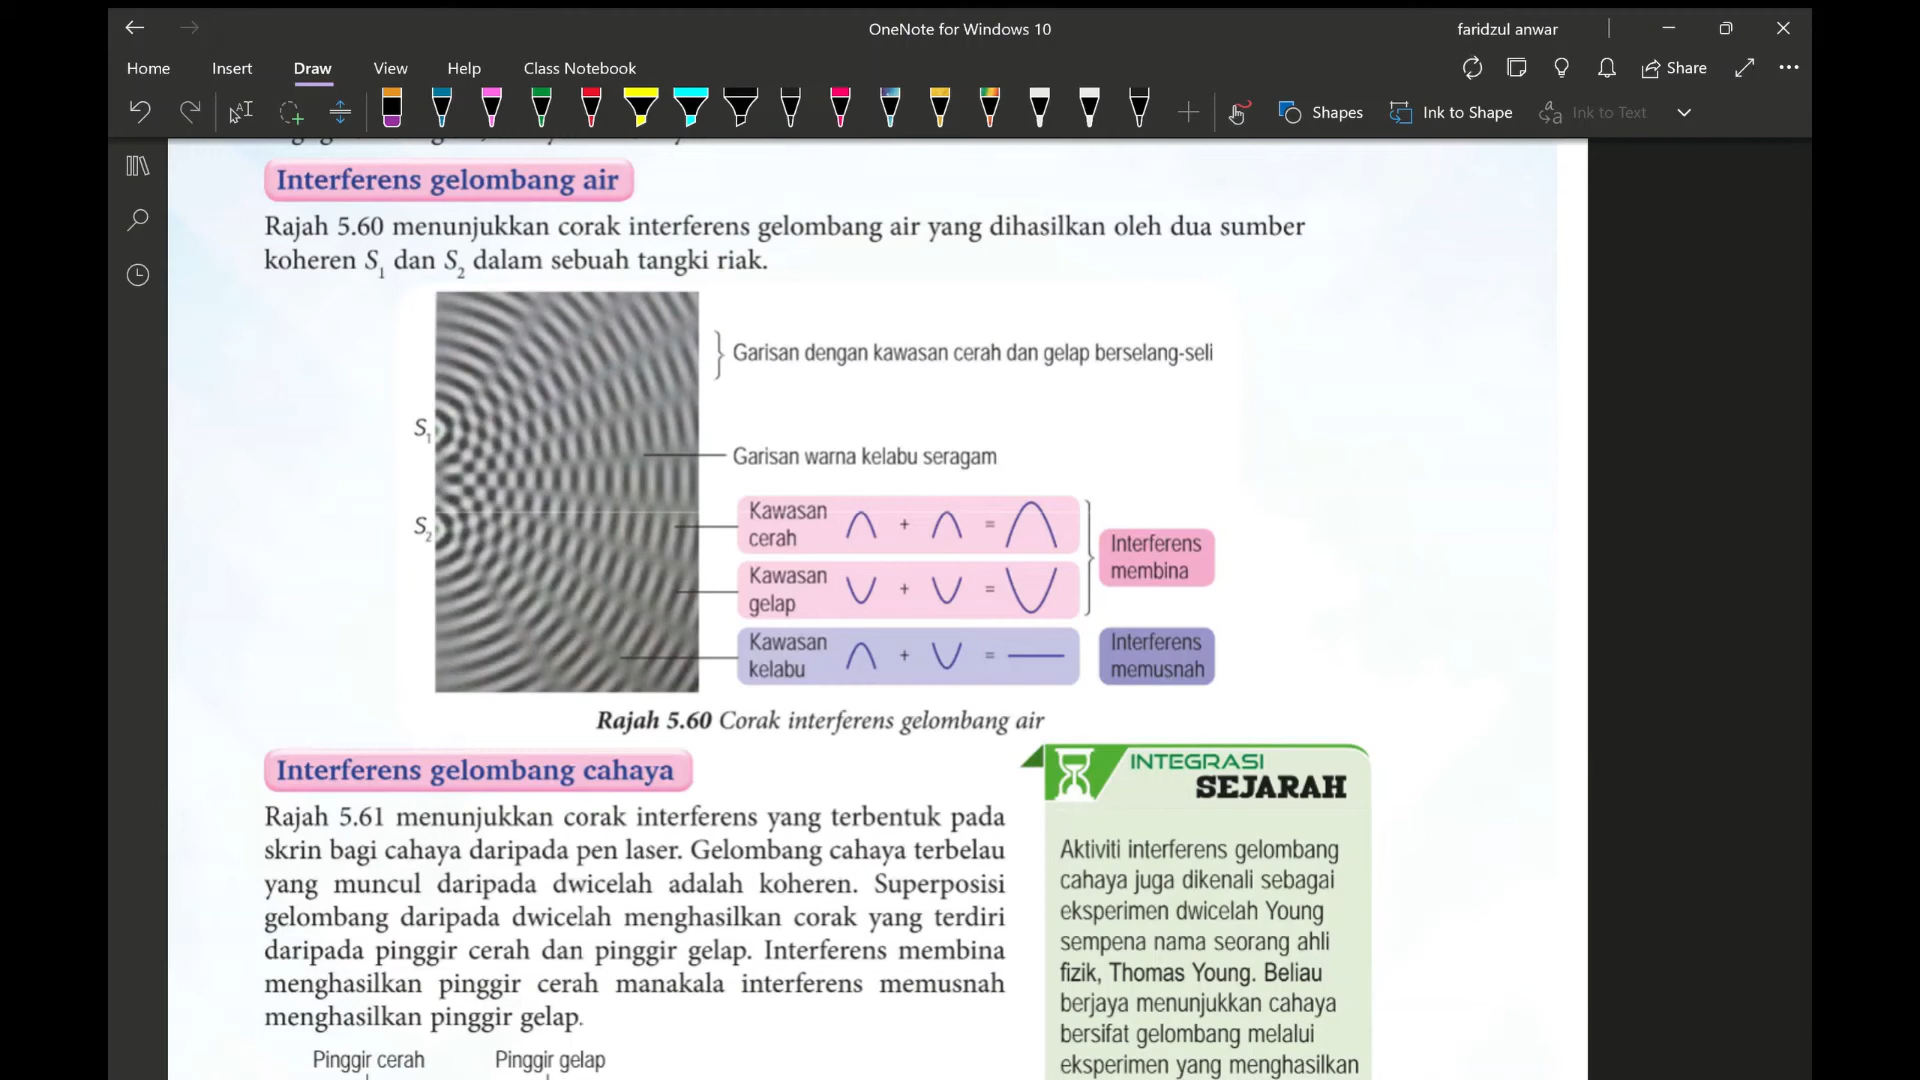 OneNote for Windows 10
faridzul anwar
Home Insert Draw View Help Class Notebook
Share
Shapes Ink to Shape Ink to Text
Interferens gelombang air
Rajah 5.60 menunjukkan corak interferens gelombang air yang dihasilkan oleh dua sumber
koheren S1 dan S2 dalam sebuah tangki riak.
Garisan dengan kawasan cerah dan gelap berselang-seli
S1
Garisan warna kelabu seragam
S2
Kawasan
cerah
+ =
Kawasan
gelap
+ =
Interferens
membina
Kawasan
kelabu
+ =
Interferens
memusnah
Rajah 5.60 Corak interferens gelombang air
Interferens gelombang cahaya
Rajah 5.61 menunjukkan corak interferens yang terbentuk pada
skrin bagi cahaya daripada pen laser. Gelombang cahaya terbelau
yang muncul daripada dwicelah adalah koheren. Superposisi
gelombang daripada dwicelah menghasilkan corak yang terdiri
daripada pinggir cerah dan pinggir gelap. Interferens membina
menghasilkan pinggir cerah manakala interferens memusnah
menghasilkan pinggir gelap.
Pinggir cerah Pinggir gelap
INTEGRASI
SEJARAH
Aktiviti interferens gelombang
cahaya juga dikenali sebagai
eksperimen dwicelah Young
sempena nama seorang ahli
fizik, Thomas Young. Beliau
berjaya menunjukkan cahaya
bersifat gelombang melalui
eksperimen yang menghasilkan